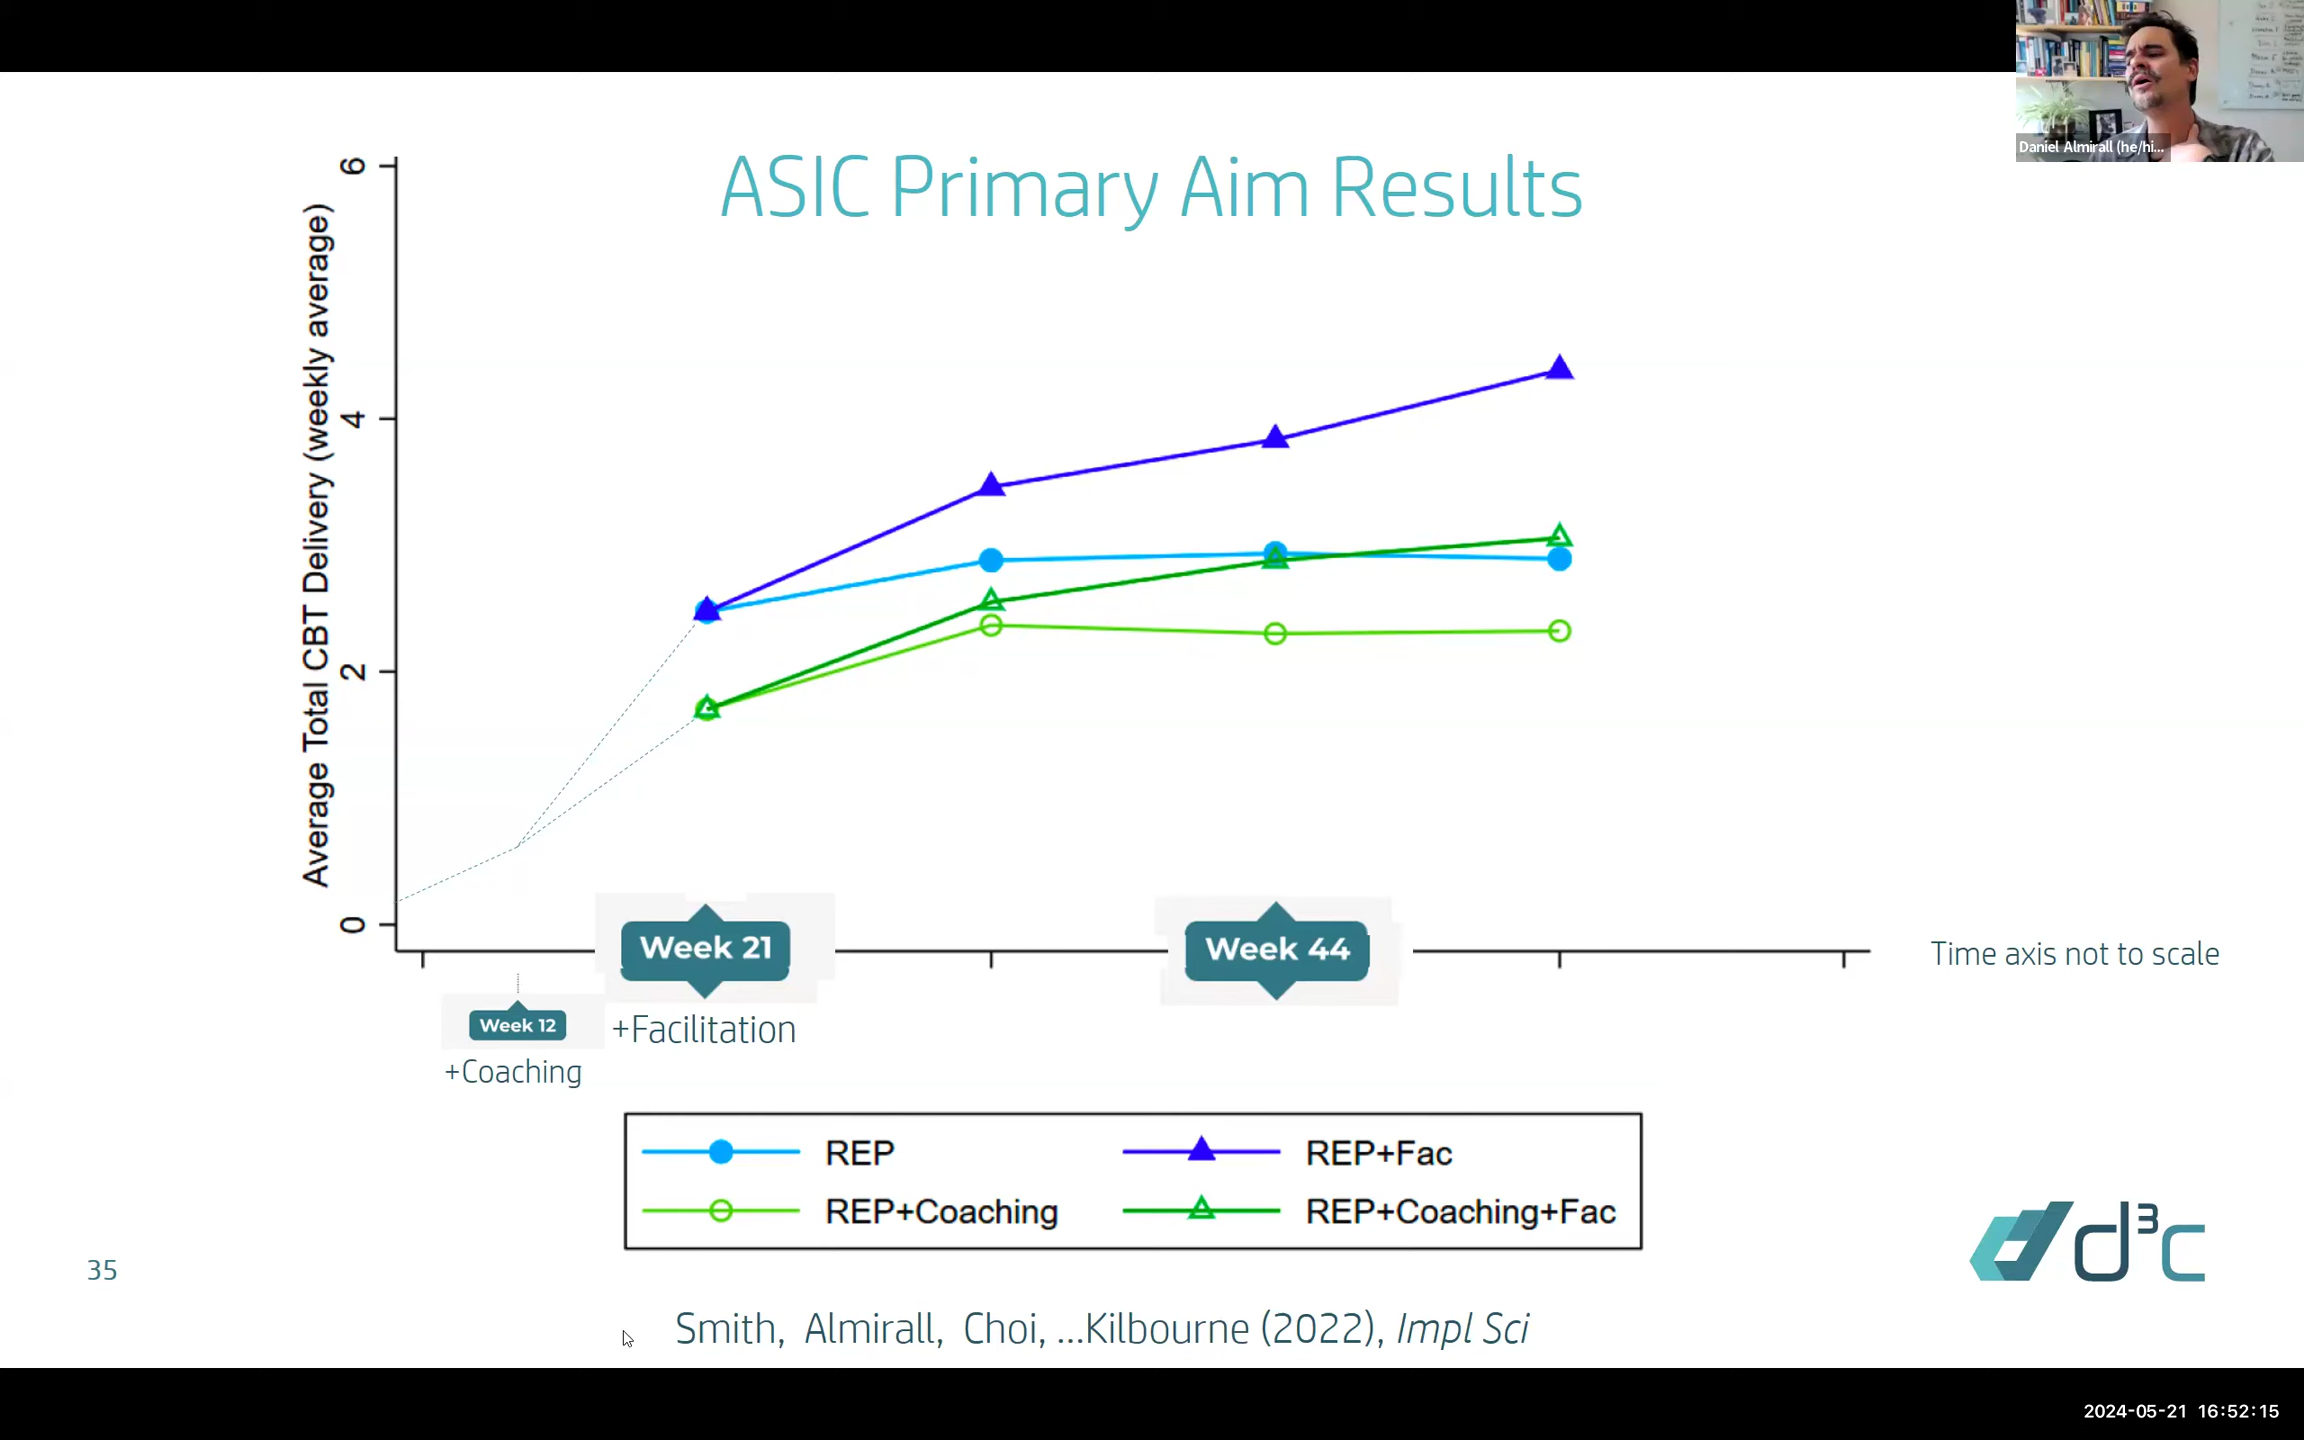 Daniel Almirall (he/hi...
ASIC Primary Aim Results
Average Total CBT Delivery (weekly average)
6
4
2
0
Week 21
Week 44
Time axis not to scale
Week 12
+Facilitation
+Coaching
REP
REP+Fac
REP+Coaching
REP+Coaching+Fac
35
d³c
Smith, Almirall, Choi, ...Kilbourne (2022), Impl Sci
2024-05-21 16:52:15